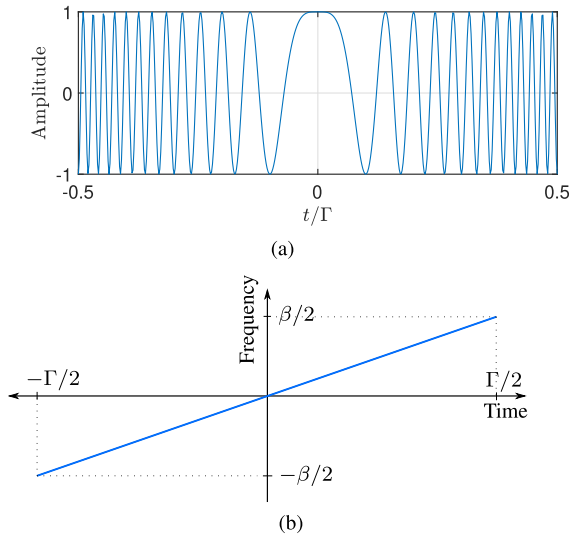 Amplitude
1
0
-1
-0.5
0
0.5
t/Γ
(a)
Frequency
β/2
−Γ/2
Γ/2
Time
−β/2
(b)